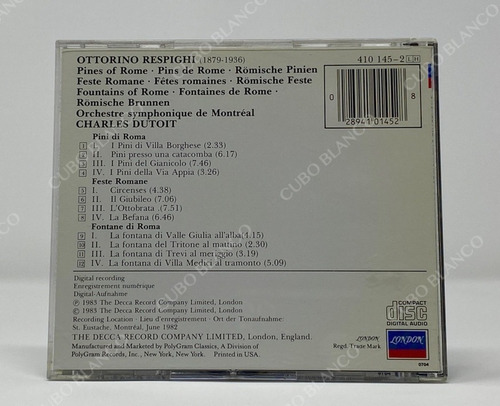 OTTORINO RESPIGHI (1879-1936)
410 145-2 LH
Pines of Rome · Pins de Rome · Römische Pinien
Feste Romane · Fêtes romaines · Römische Feste
Fountains of Rome · Fontaines de Rome ·
Römische Brunnen
Orchestre symphonique de Montréal
CHARLES DUTOIT
0 28941 01452 8
Pini di Roma
1 I. I Pini di Villa Borghese (2.33)
2 II. Pini presso una catacomba (6.17)
3 III. I Pini del Gianicolo (7.46)
4 IV. I Pini della Via Appia (3.26)
Feste Romane
5 I. Circenses (4.38)
6 II. Il Giubileo (7.06)
7 III. L'Ottobrata (7.51)
8 IV. La Befana (6.46)
Fontane di Roma
9 I. La fontana di Valle Giulia all'alba(4.15)
10 II. La fontana del Tritone al mattino (2.30)
11 III. La fontana di Trevi al meriggio (3.19)
12 IV. La fontana di Villa Medici al tramonto (5.09)
Digital recording
Enregistrement numérique
Digital-Aufnahme
℗ 1983 The Decca Record Company Limited, London
© 1983 The Decca Record Company Limited, London
Recording Location · Lieu d'enregistrement · Ort der Tonaufnahme:
St. Eustache, Montréal, June 1982
THE DECCA RECORD COMPANY LIMITED, London, England.
Manufactured and Marketed by PolyGram Classics, A Division of
PolyGram Records, Inc., New York, New York. Printed in USA.
COMPACT
disc
DIGITAL AUDIO
LONDON
Regd. Trade Mark.
0704
CUBO BLANCO